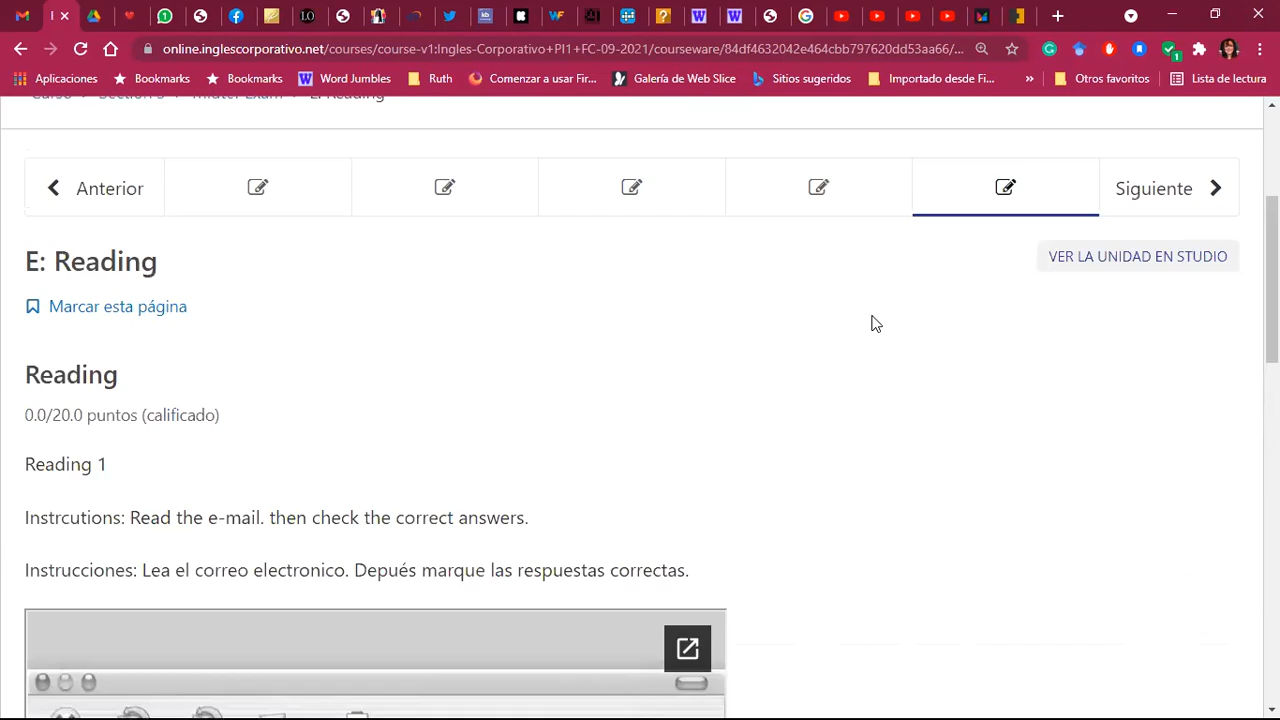 I
online.inglescorporativo.net/courses/course-v1:Ingles-Corporativo+PI1+FC-09-2021/courseware/84df4632042e464cbb797620dd53aa66/...
Aplicaciones Bookmarks Bookmarks Word Jumbles Ruth Comenzar a usar Fir... Galería de Web Slice Sitios sugeridos Importado desde Fi... » Otros favoritos Lista de lectura
E: Reading
Anterior Siguiente
E: Reading
VER LA UNIDAD EN STUDIO
Marcar esta página
Reading
0.0/20.0 puntos (calificado)
Reading 1
Instrcutions: Read the e-mail. then check the correct answers.
Instrucciones: Lea el correo electronico. Depués marque las respuestas correctas.